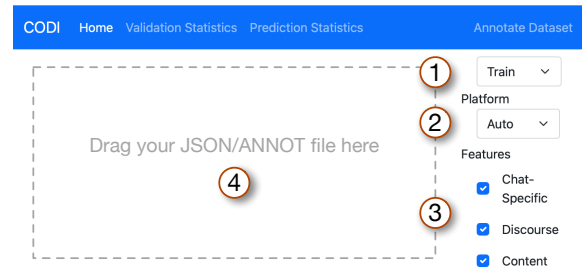 CODI Home Validation Statistics Prediction Statistics Annotate Dataset
1 Train
Platform
2 Auto
Drag your JSON/ANNOT file here
Features
4
Chat-
Specific
3
Discourse
Content